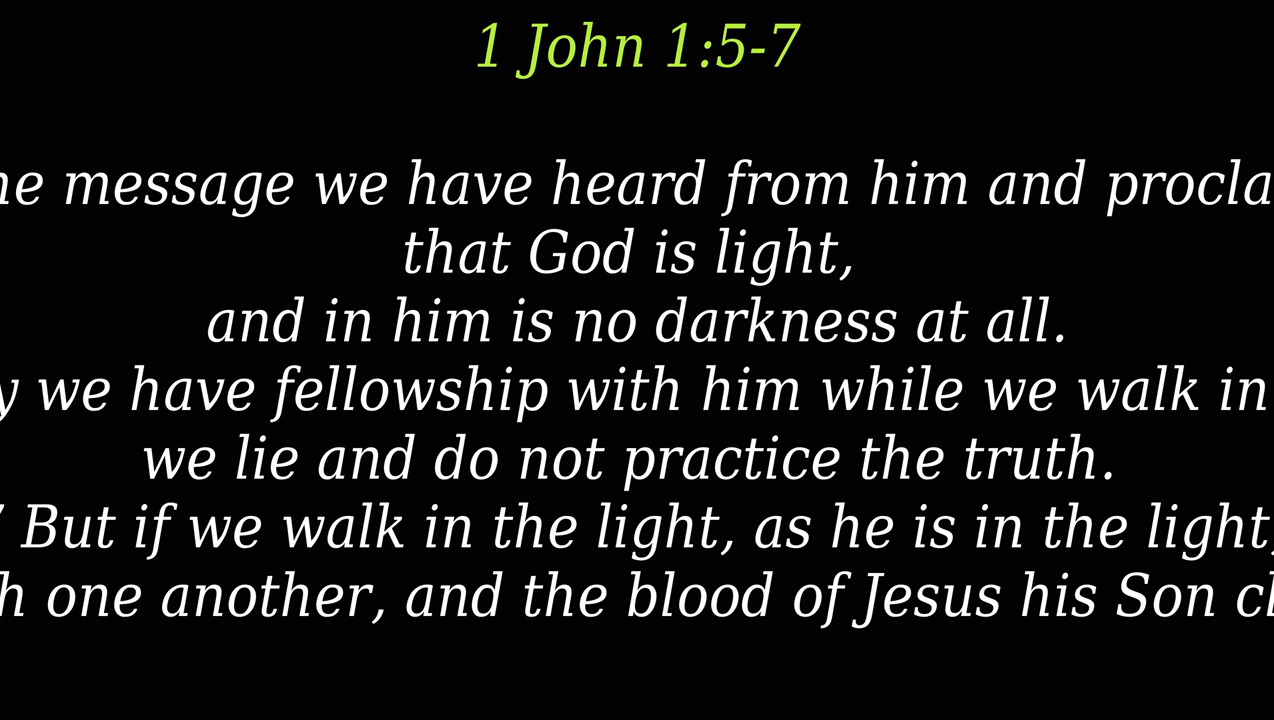 1 John 1:5-7
he message we have heard from him and procla
that God is light,
and in him is no darkness at all.
y we have fellowship with him while we walk in
we lie and do not practice the truth.
But if we walk in the light, as he is in the light,
h one another, and the blood of Jesus his Son cl